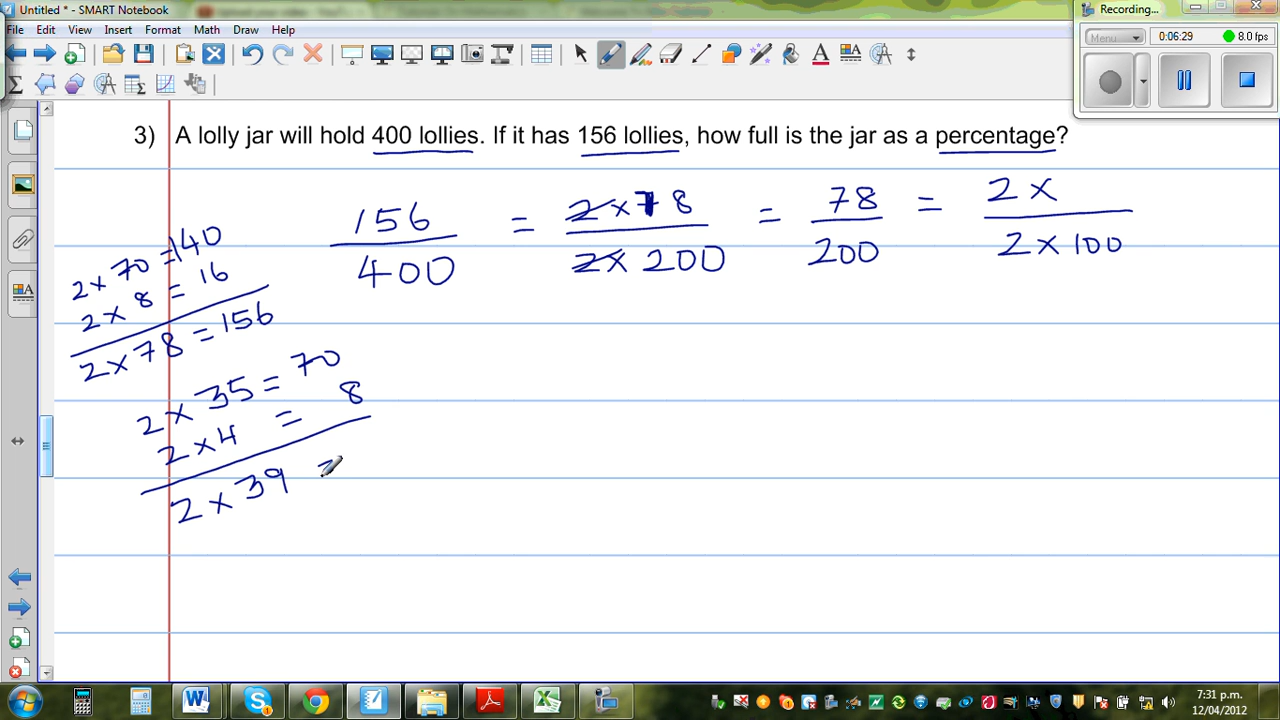 Untitled * - SMART Notebook
Recording...
File Edit View Insert Format Math Draw Help
Menu
0:06:29 8.0 fps
3) A lolly jar will hold 400 lollies. If it has 156 lollies, how full is the jar as a percentage?
156/400 = 2×78/2×200 = 78/200 = 2×/2×100
2×70=140
2×8=16
2×78=156
2×35=70
2×4=8
2×39=
7:31 p.m.
12/04/2012